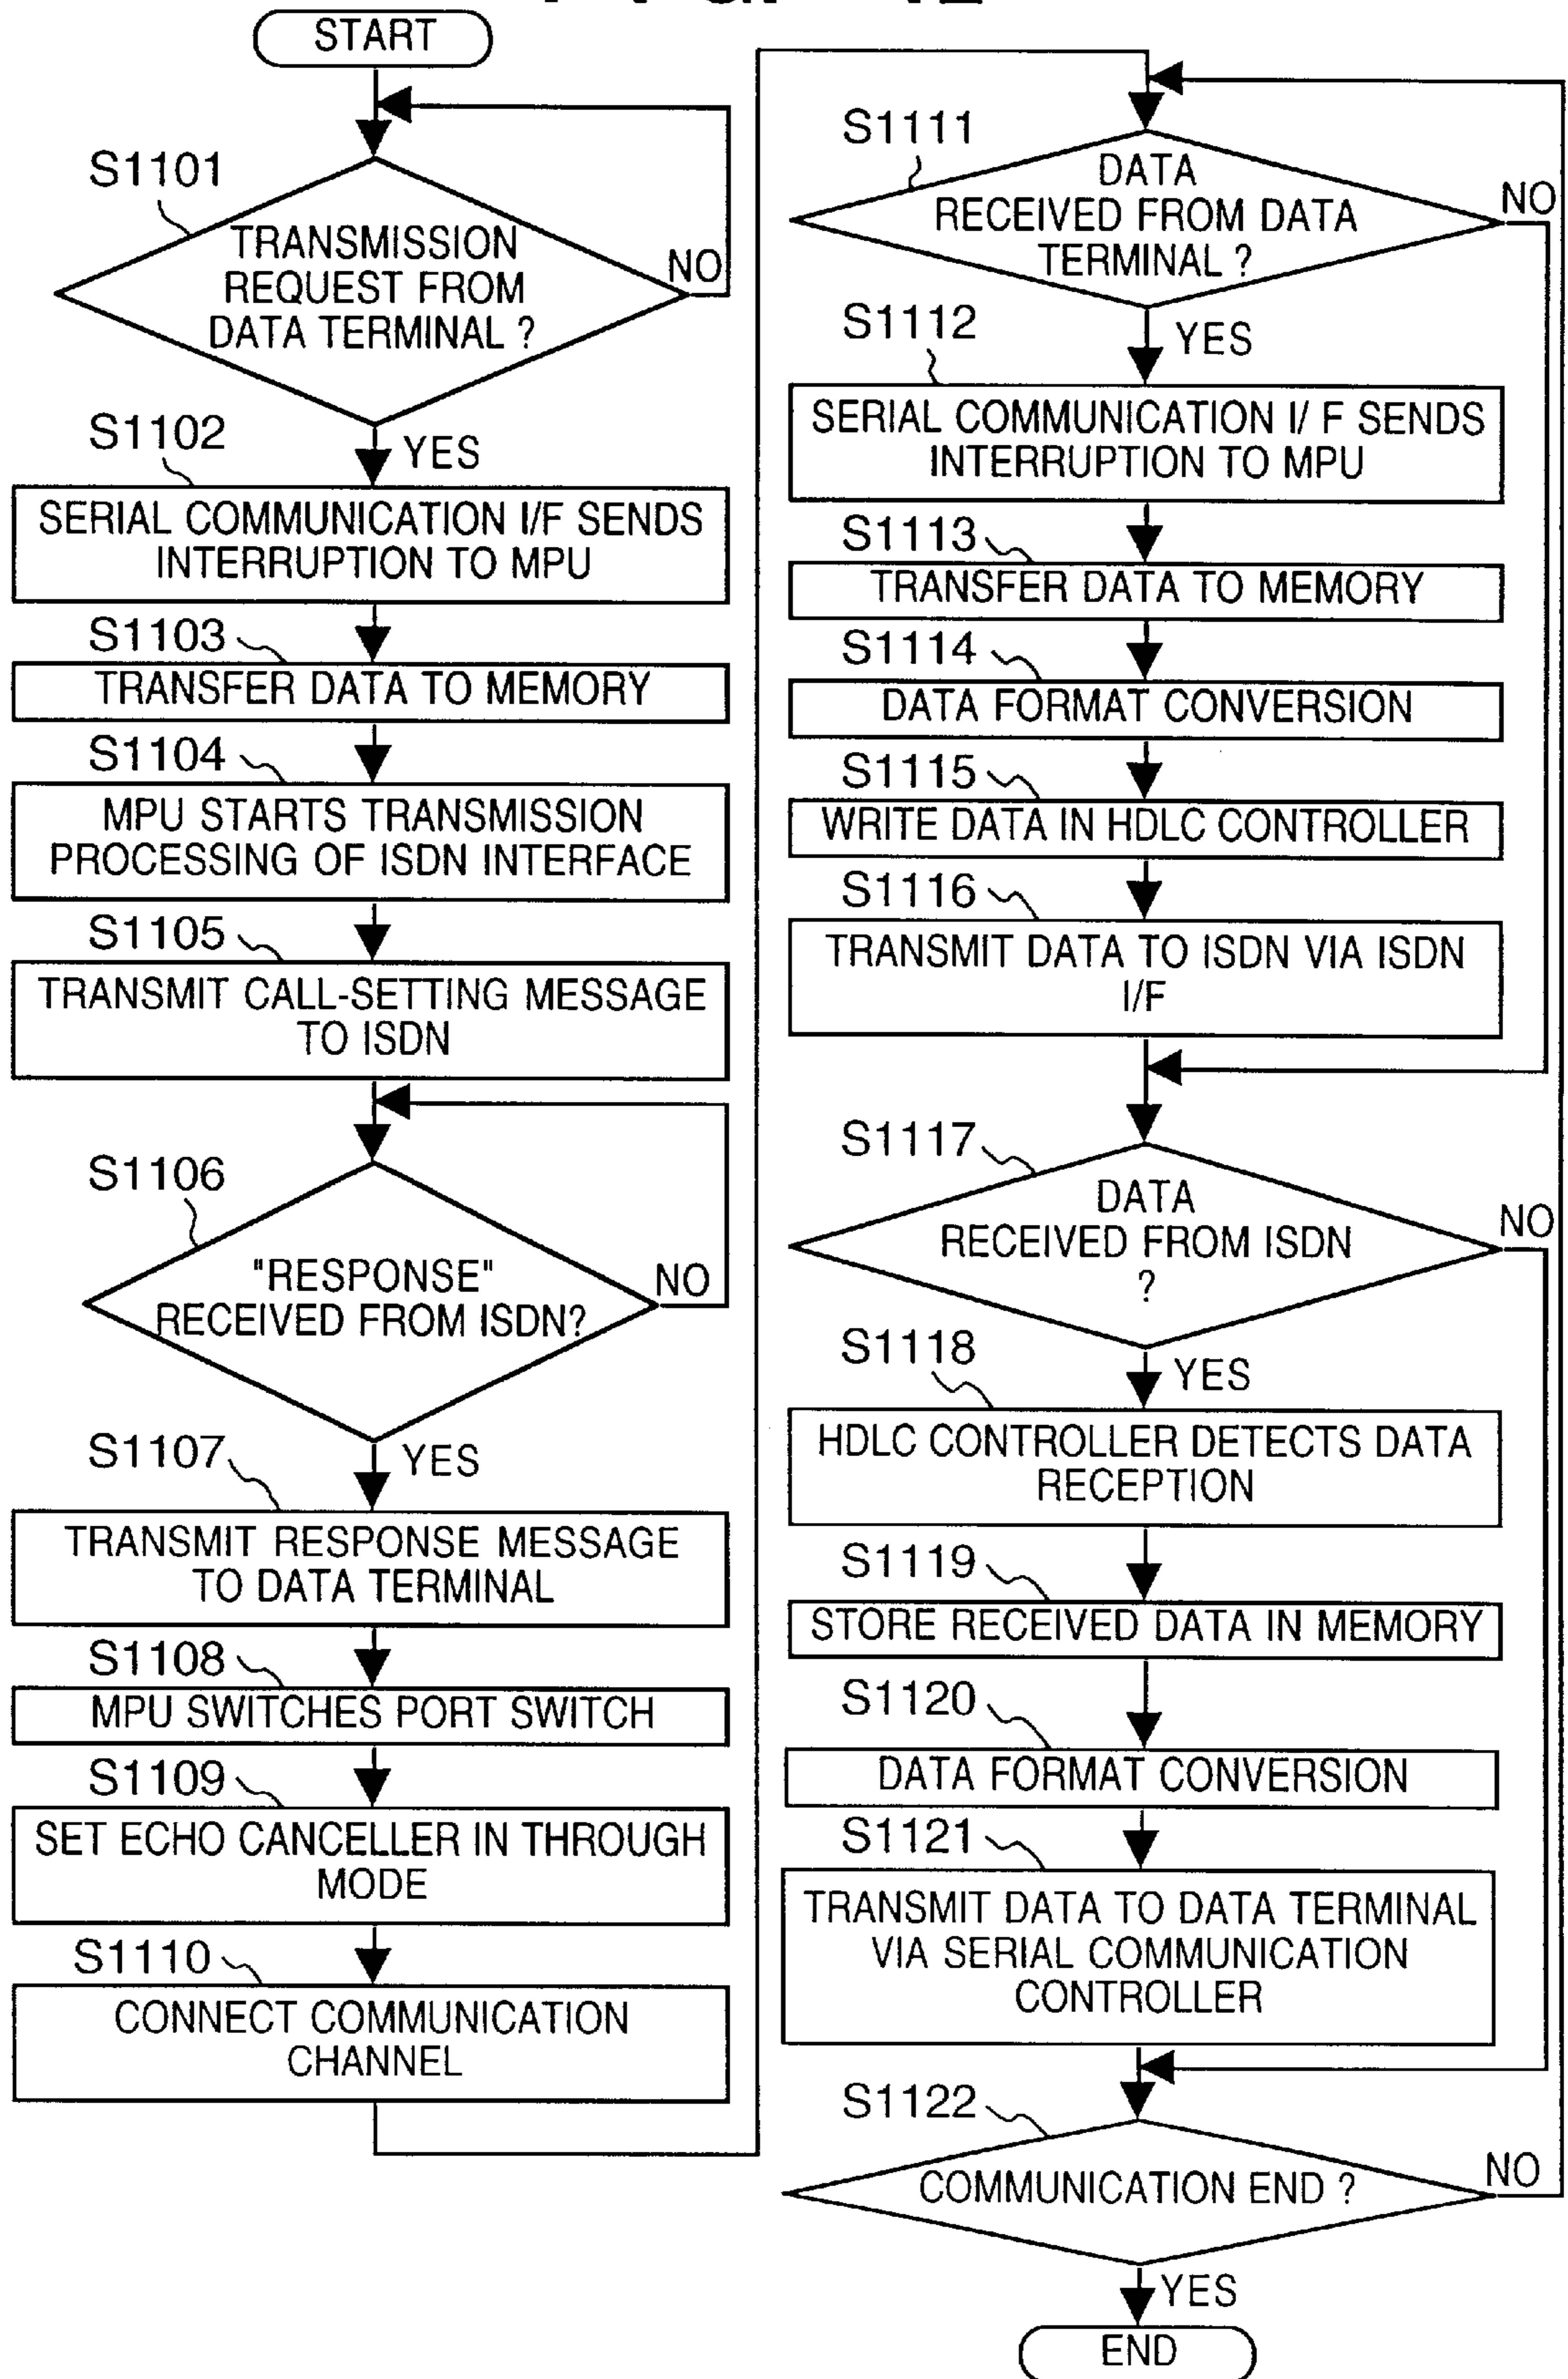 START
S1101
TRANSMISSION
REQUEST FROM
DATA TERMINAL ?
NO
YES
S1102
SERIAL COMMUNICATION I/F SENDS
INTERRUPTION TO MPU
S1103
TRANSFER DATA TO MEMORY
S1104
MPU STARTS TRANSMISSION
PROCESSING OF ISDN INTERFACE
S1105
TRANSMIT CALL-SETTING MESSAGE
TO ISDN
S1106
"RESPONSE"
RECEIVED FROM ISDN?
NO
YES
S1107
TRANSMIT RESPONSE MESSAGE
TO DATA TERMINAL
S1108
MPU SWITCHES PORT SWITCH
S1109
SET ECHO CANCELLER IN THROUGH
MODE
S1110
CONNECT COMMUNICATION
CHANNEL
S1111
DATA
RECEIVED FROM DATA
TERMINAL ?
NO
YES
S1112
SERIAL COMMUNICATION I/ F SENDS
INTERRUPTION TO MPU
S1113
TRANSFER DATA TO MEMORY
S1114
DATA FORMAT CONVERSION
S1115
WRITE DATA IN HDLC CONTROLLER
S1116
TRANSMIT DATA TO ISDN VIA ISDN
I/F
S1117
DATA
RECEIVED FROM ISDN
?
NO
YES
S1118
HDLC CONTROLLER DETECTS DATA
RECEPTION
S1119
STORE RECEIVED DATA IN MEMORY
S1120
DATA FORMAT CONVERSION
S1121
TRANSMIT DATA TO DATA TERMINAL
VIA SERIAL COMMUNICATION
CONTROLLER
S1122
COMMUNICATION END ?
NO
YES
END